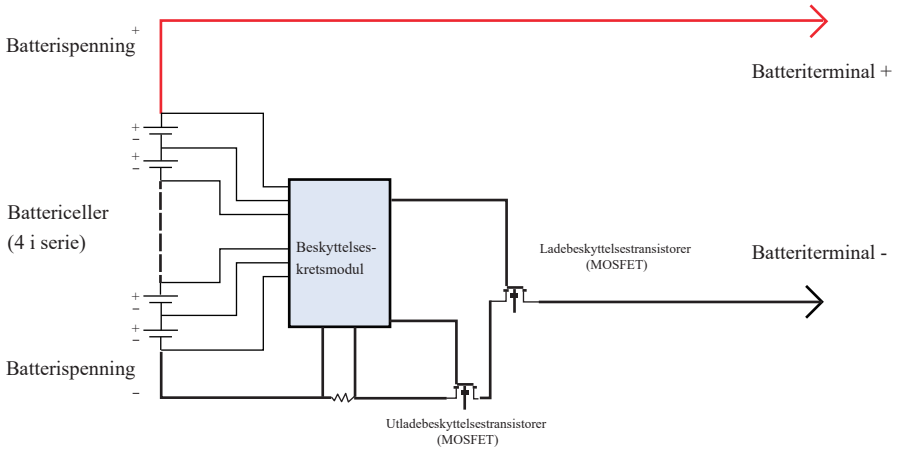 Batterispenning +
Batteriterminal +
+
−
+
−
Battericeller
(4 i serie)
Beskyttelses-
kretsmodul
Ladebeskyttelsestransistorer
(MOSFET)
Batteriterminal -
+
−
+
−
Batterispenning
−
Utladebeskyttelsestransistorer
(MOSFET)